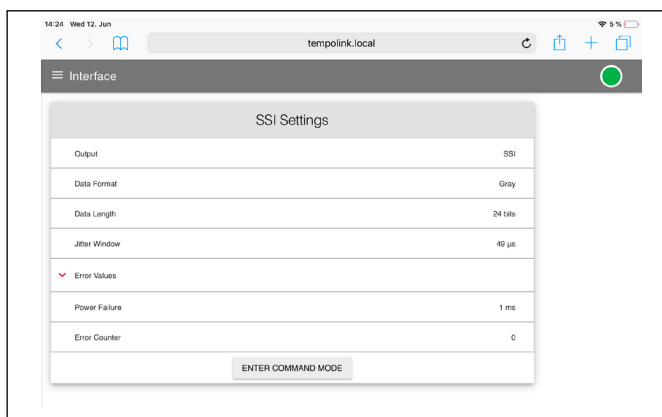 14:24 Wed 12. Jun 5 %
tempolink.local
Interface
SSI Settings
Output SSI
Data Format Gray
Data Length 24 bits
Jitter Window 49 µs
Error Values
Power Failure 1 ms
Error Counter 0
ENTER COMMAND MODE